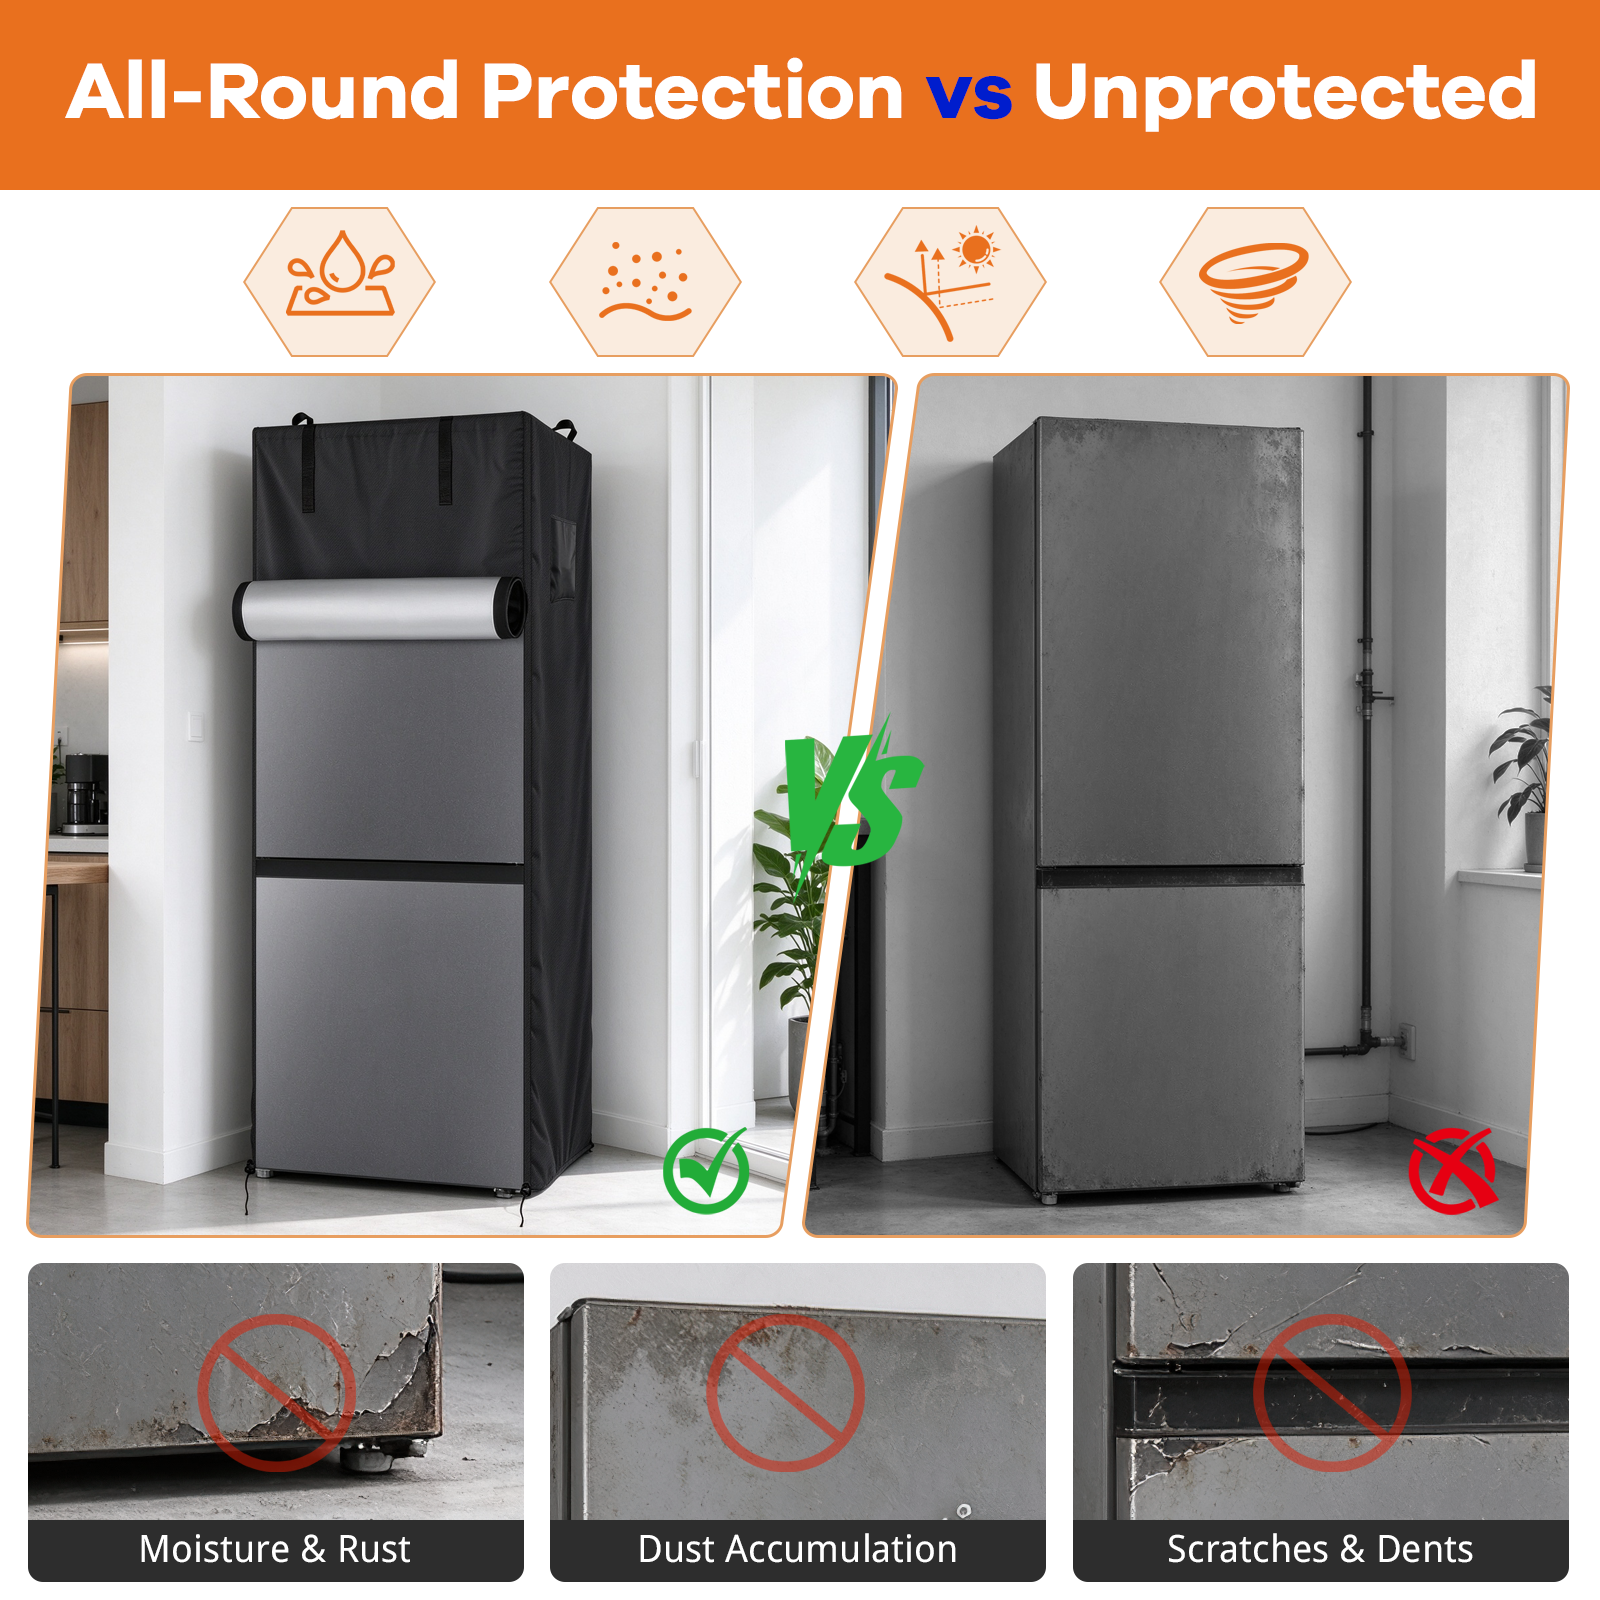 All-Round Protection vs Unprotected
VS
Moisture & Rust
Dust Accumulation
Scratches & Dents